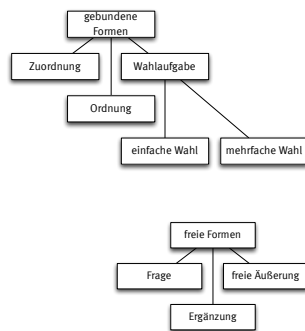 gebundene
Formen
Zuordnung
Wahlaufgabe
Ordnung
einfache Wahl
mehrfache Wahl
freie Formen
Frage
freie Äußerung
Ergänzung